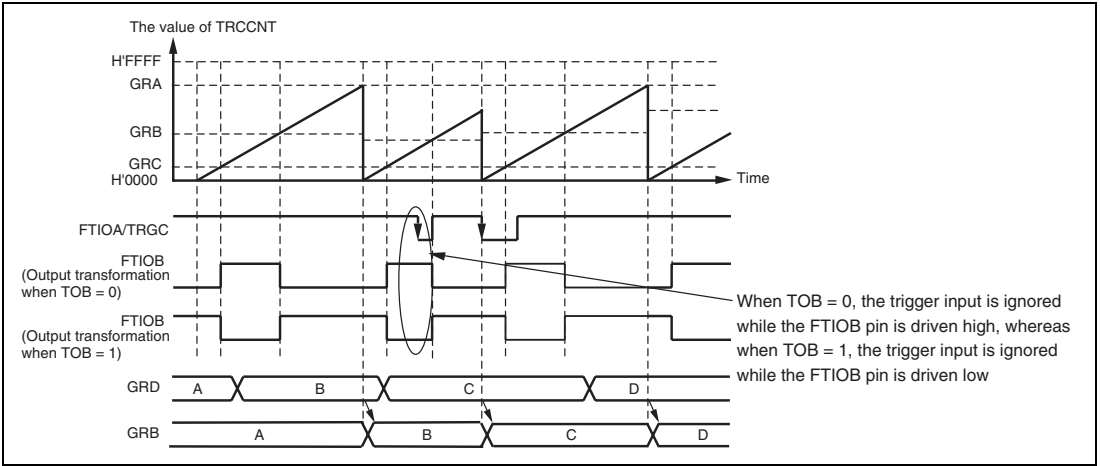 The value of TRCCNT
H'FFFF
GRA
GRB
GRC
H'0000
Time
FTIOA/TRGC
FTIOB
(Output transformation
when TOB = 0)
FTIOB
(Output transformation
when TOB = 1)
When TOB = 0, the trigger input is ignored
while the FTIOB pin is driven high, whereas
when TOB = 1, the trigger input is ignored
while the FTIOB pin is driven low
GRD A B C D
GRB A B C D